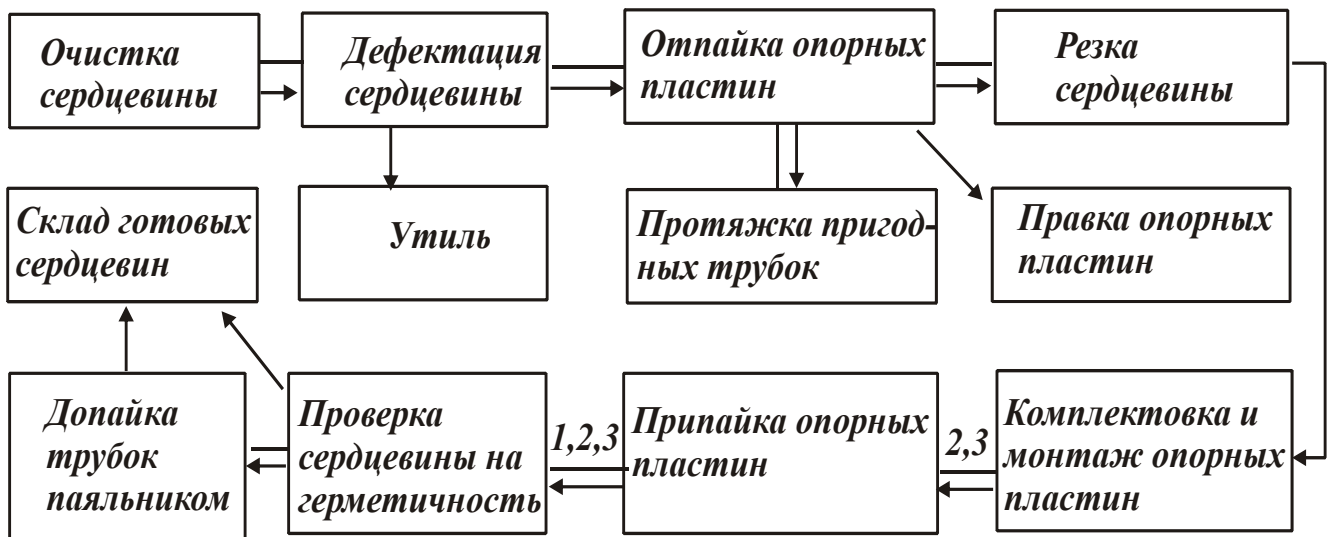 Очистка
сердцевины
Дефектация
сердцевины
Отпайка опорных
пластин
Резка
сердцевины
Склад готовых
сердцевин
Утиль
Протяжка пригод-
ных трубок
Правка опорных
пластин
Допайка
трубок
паяльником
Проверка
сердцевины на
герметичность
1,2,3
Припайка опорных
пластин
2,3
Комплектовка и
монтаж опорных
пластин